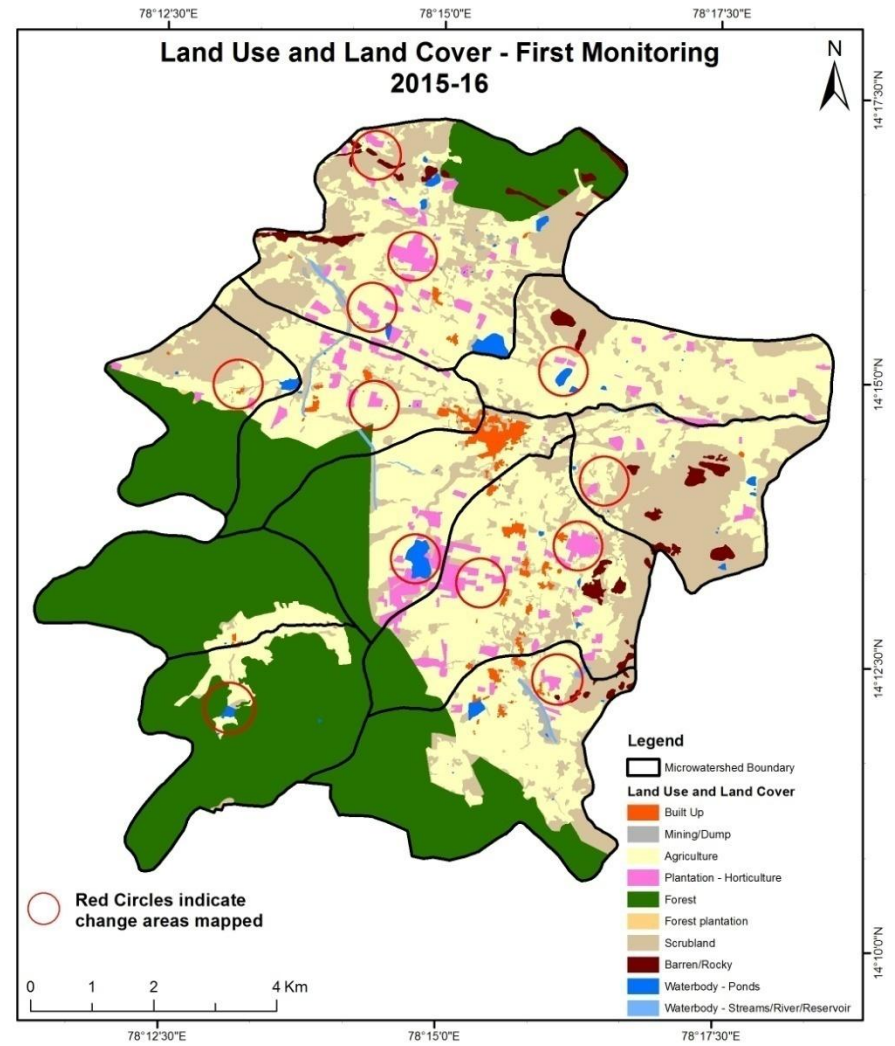 78°12'30"E 78°15'0"E 78°17'30"E
Land Use and Land Cover - First Monitoring
2015-16
N
14°17'30"N
14°15'0"N
14°12'30"N
Legend
Microwatershed Boundary
Land Use and Land Cover
Built Up
Mining/Dump
Agriculture
Plantation - Horticulture
Forest
Forest plantation
Scrubland
Barren/Rocky
Waterbody - Ponds
Waterbody - Streams/River/Reservoir
Red Circles indicate
change areas mapped
14°10'0"N
0 1 2 4 Km
78°12'30"E 78°15'0"E 78°17'30"E